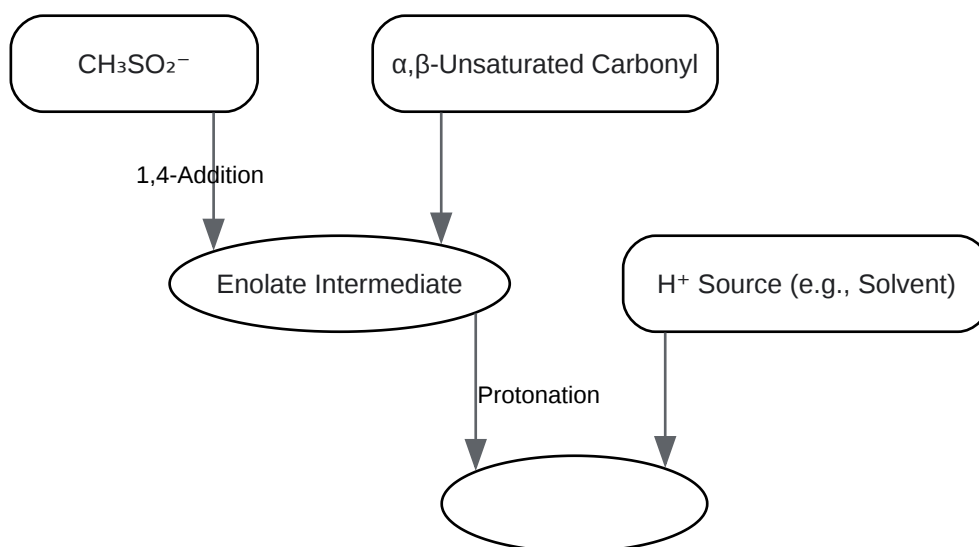 CH₃SO₂⁻
α,β-Unsaturated Carbonyl
1,4-Addition
Enolate Intermediate
H⁺ Source (e.g., Solvent)
Protonation